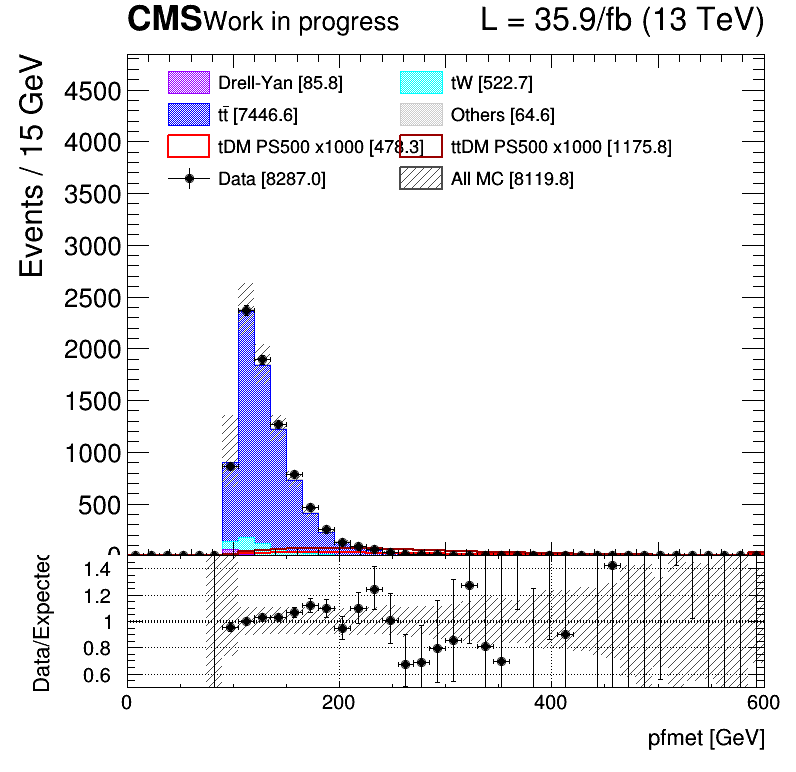 CMS Work in progress L = 35.9/fb (13 TeV)
Events / 15 GeV
Drell-Yan [85.8] tW [522.7]
tt̄ [7446.6] Others [64.6]
tDM PS500 x1000 [478.3] ttDM PS500 x1000 [1175.8]
Data [8287.0] All MC [8119.8]
4500
4000
3500
3000
2500
2000
1500
1000
500
0
Data/Expected
1.4
1.2
1
0.8
0.6
0 200 400 600
pfmet [GeV]